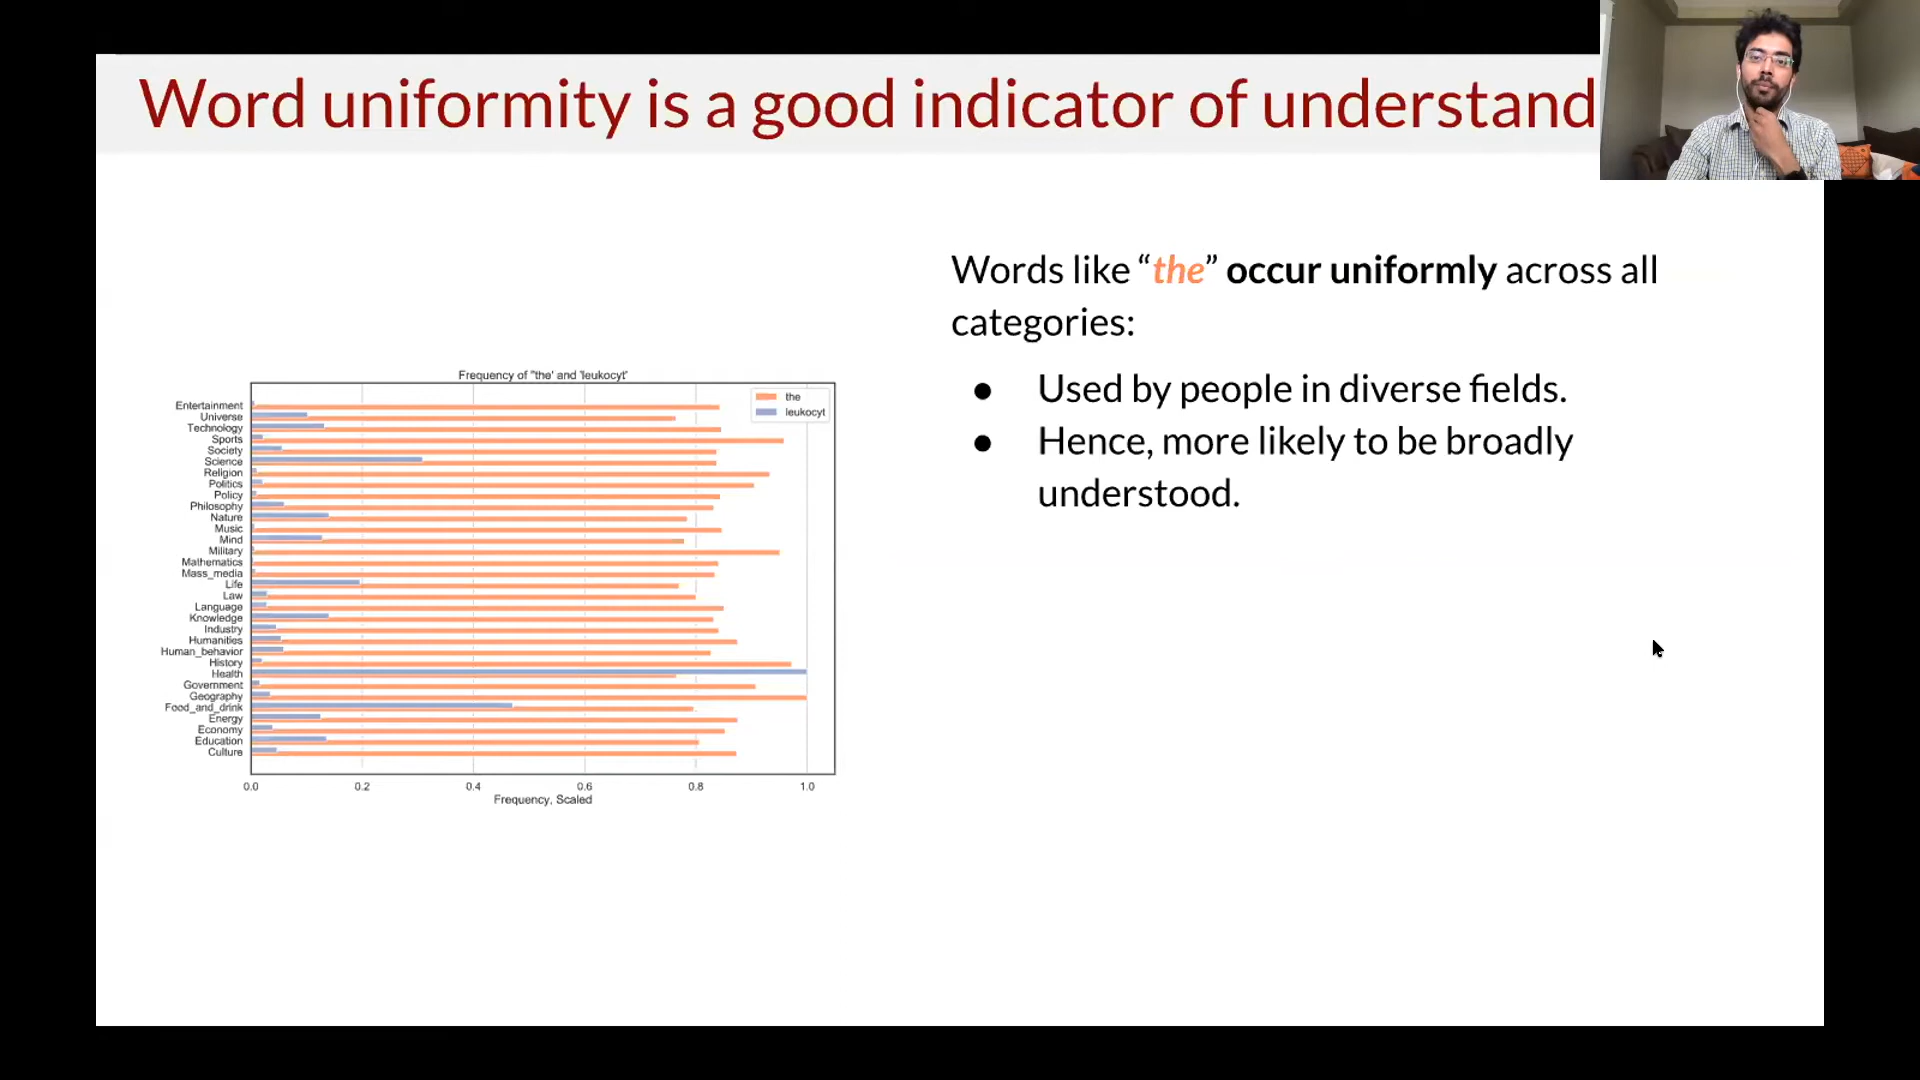 Word uniformity is a good indicator of understand
Words like “the” occur uniformly across all
categories:
● Used by people in diverse fields.
● Hence, more likely to be broadly
understood.
Frequency of "the' and 'leukocyt'
the
leukocyt
Entertainment
Universe
Technology
Sports
Society
Science
Religion
Politics
Policy
Philosophy
Nature
Music
Mind
Military
Mathematics
Mass_media
Life
Law
Language
Knowledge
Industry
Humanities
Human_behavior
History
Health
Government
Geography
Food_and_drink
Energy
Economy
Education
Culture
0.0 0.2 0.4 0.6 0.8 1.0
Frequency, Scaled